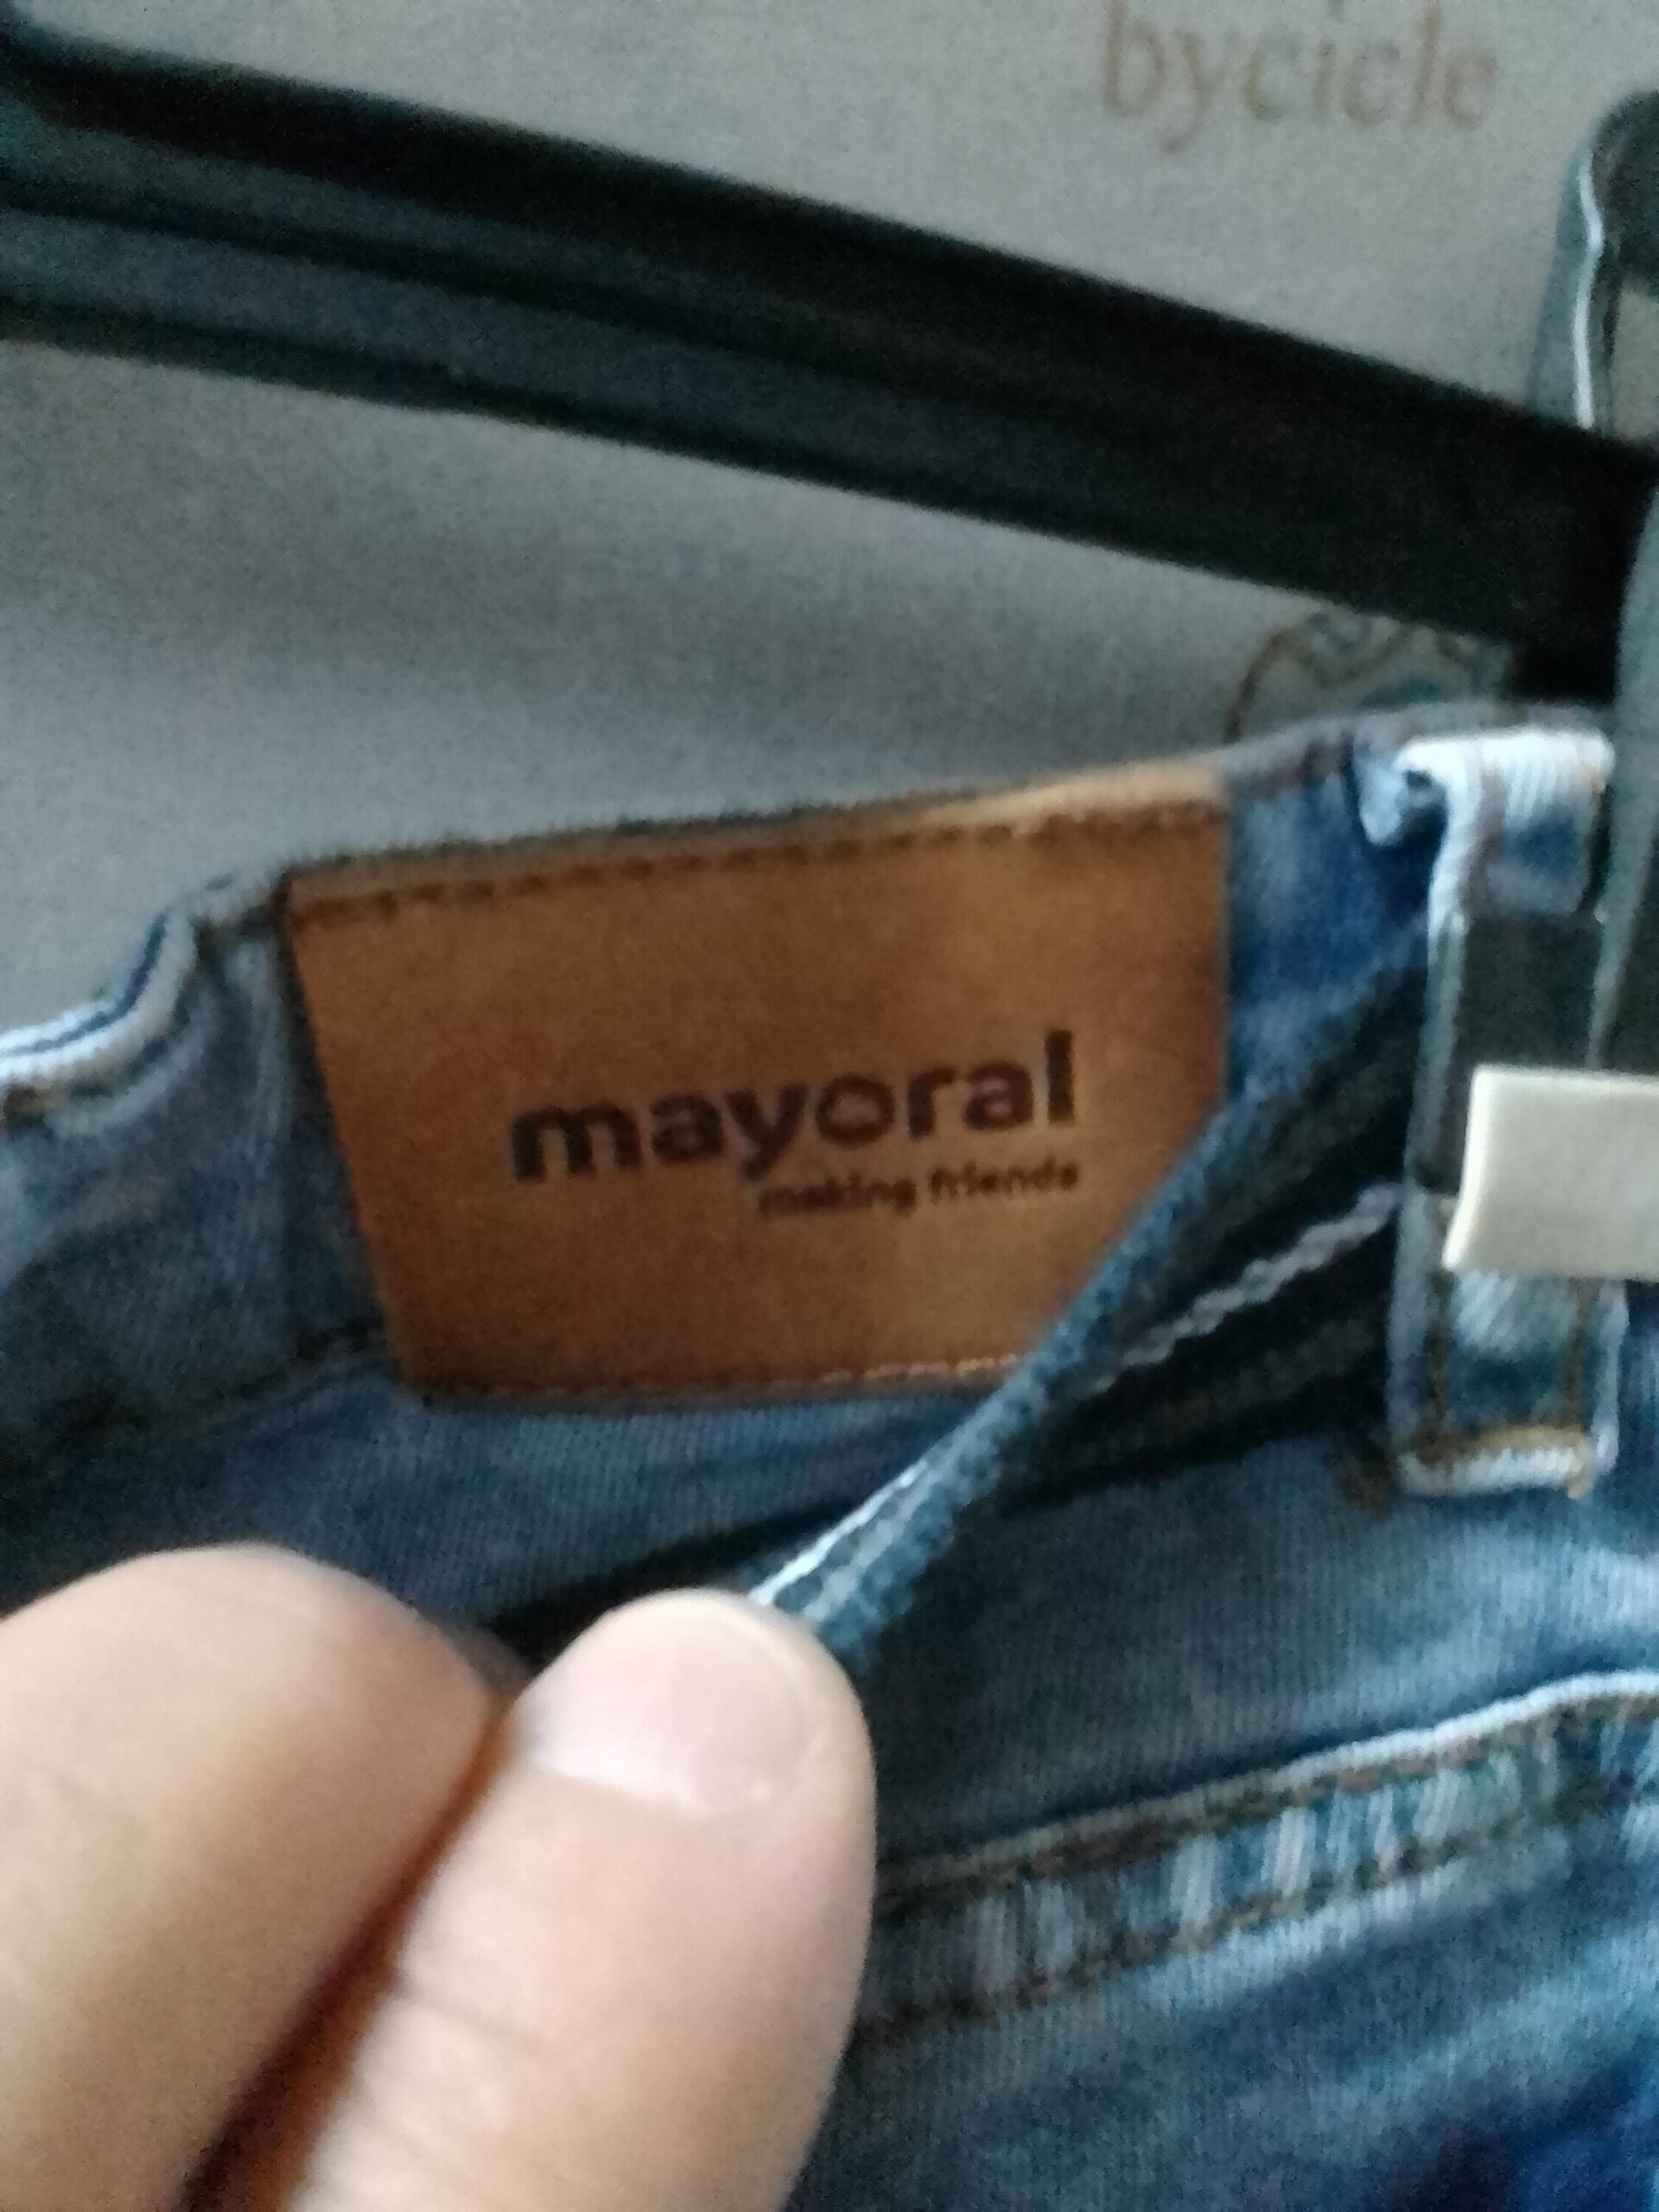 bycicle
mayoral
making friends